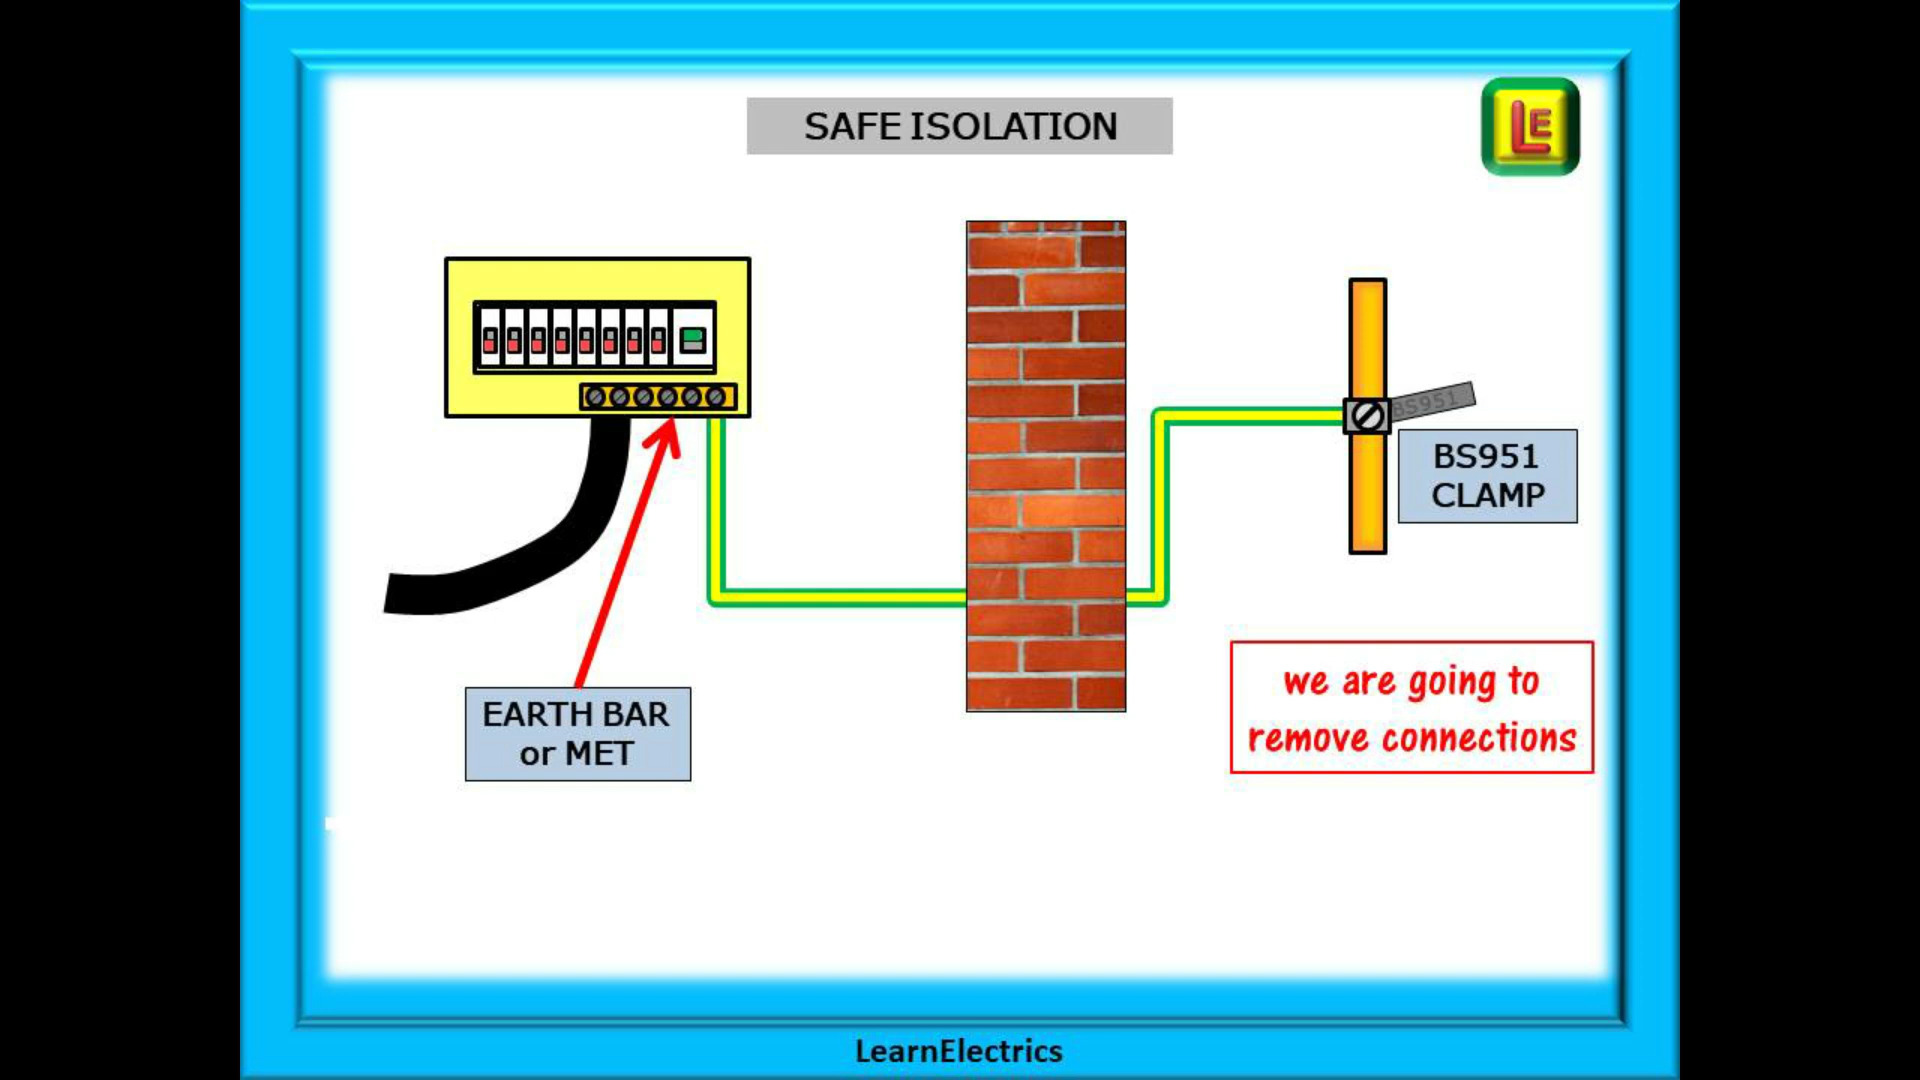 SAFE ISOLATION
LE
BS951
BS951
CLAMP
EARTH BAR
or MET
we are going to
remove connections
LearnElectrics